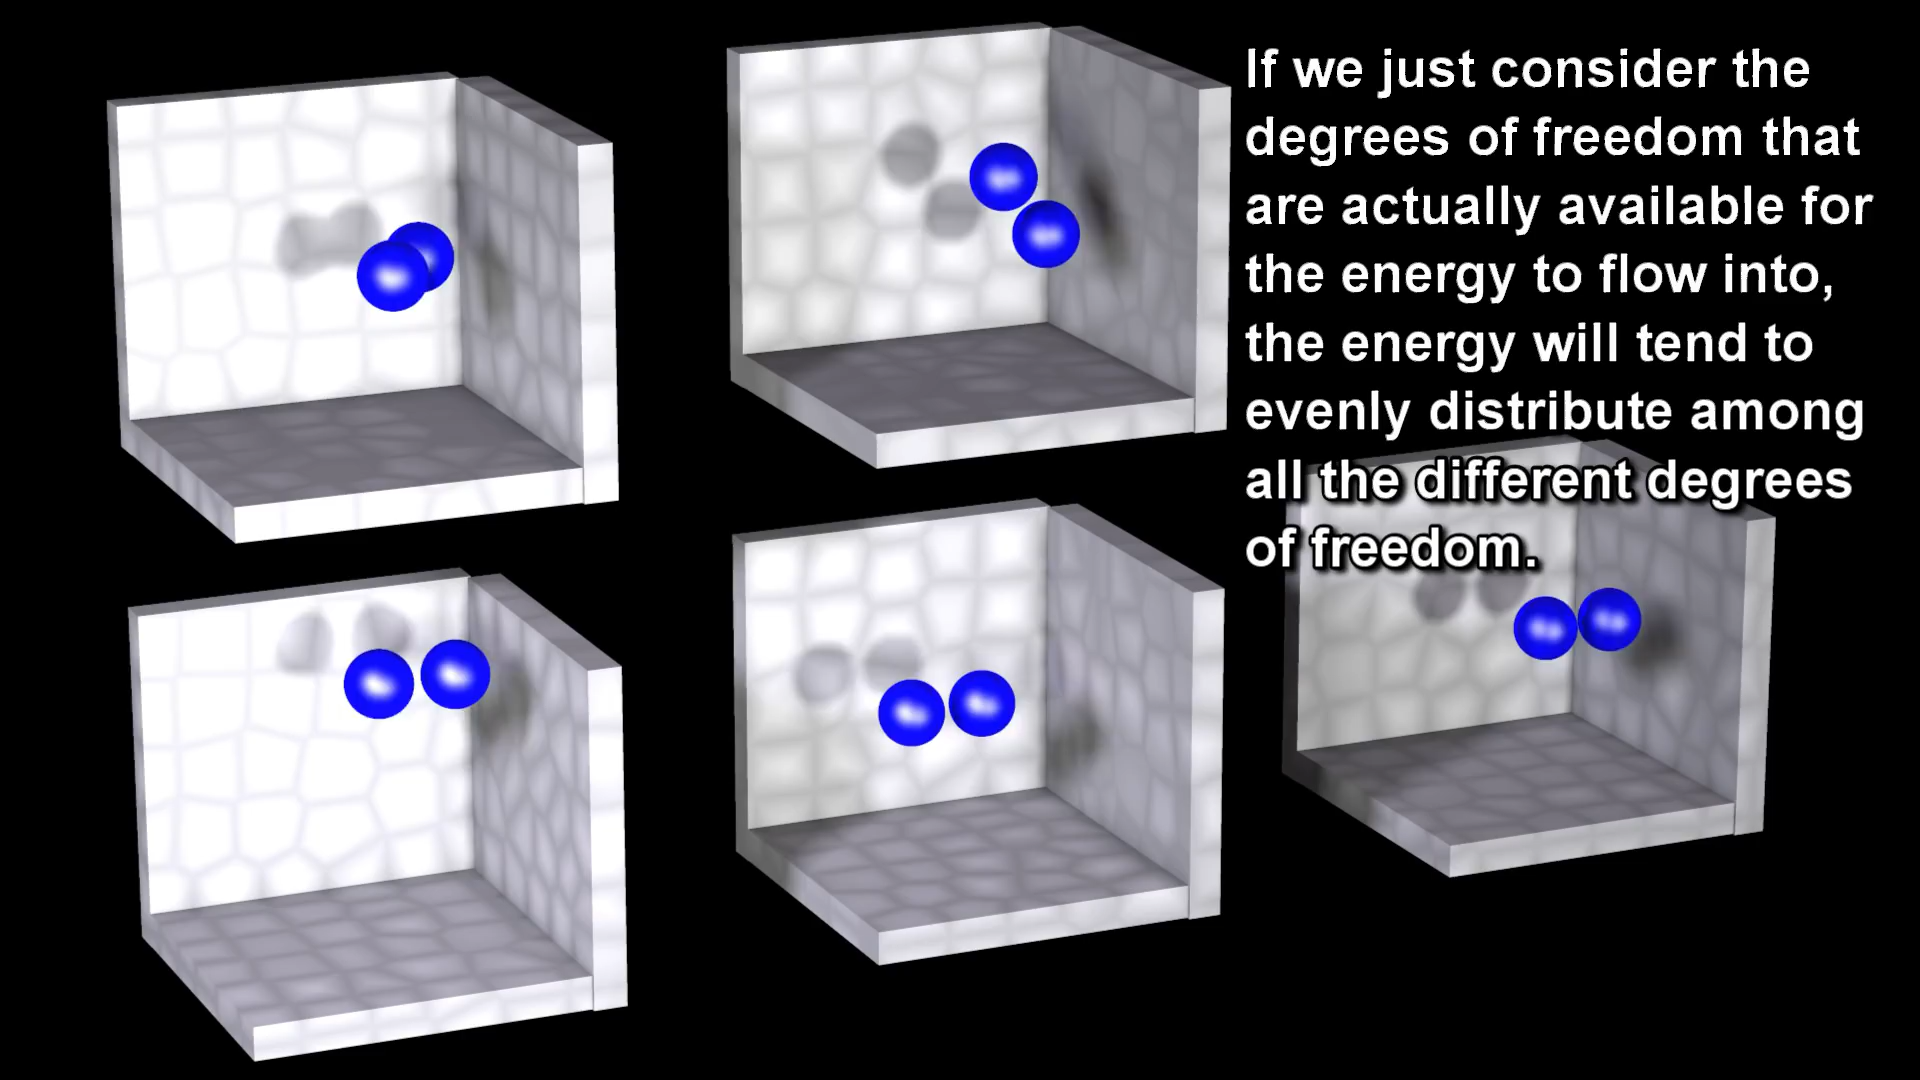 If we just consider the
degrees of freedom that
are actually available for
the energy to flow into,
the energy will tend to
evenly distribute among
all the different degrees
of freedom.